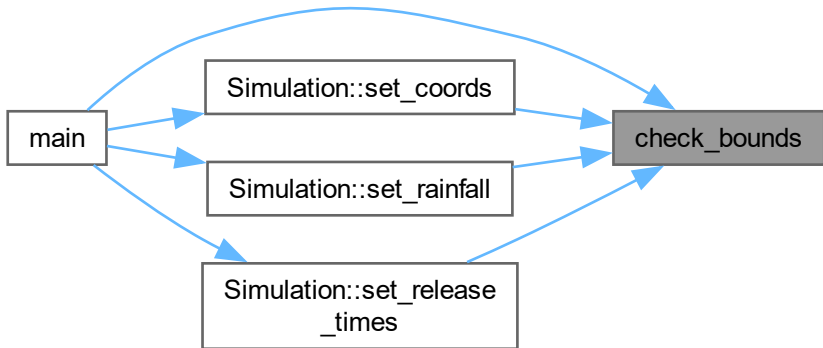 main
Simulation::set_coords
Simulation::set_rainfall
Simulation::set_release
_times
check_bounds